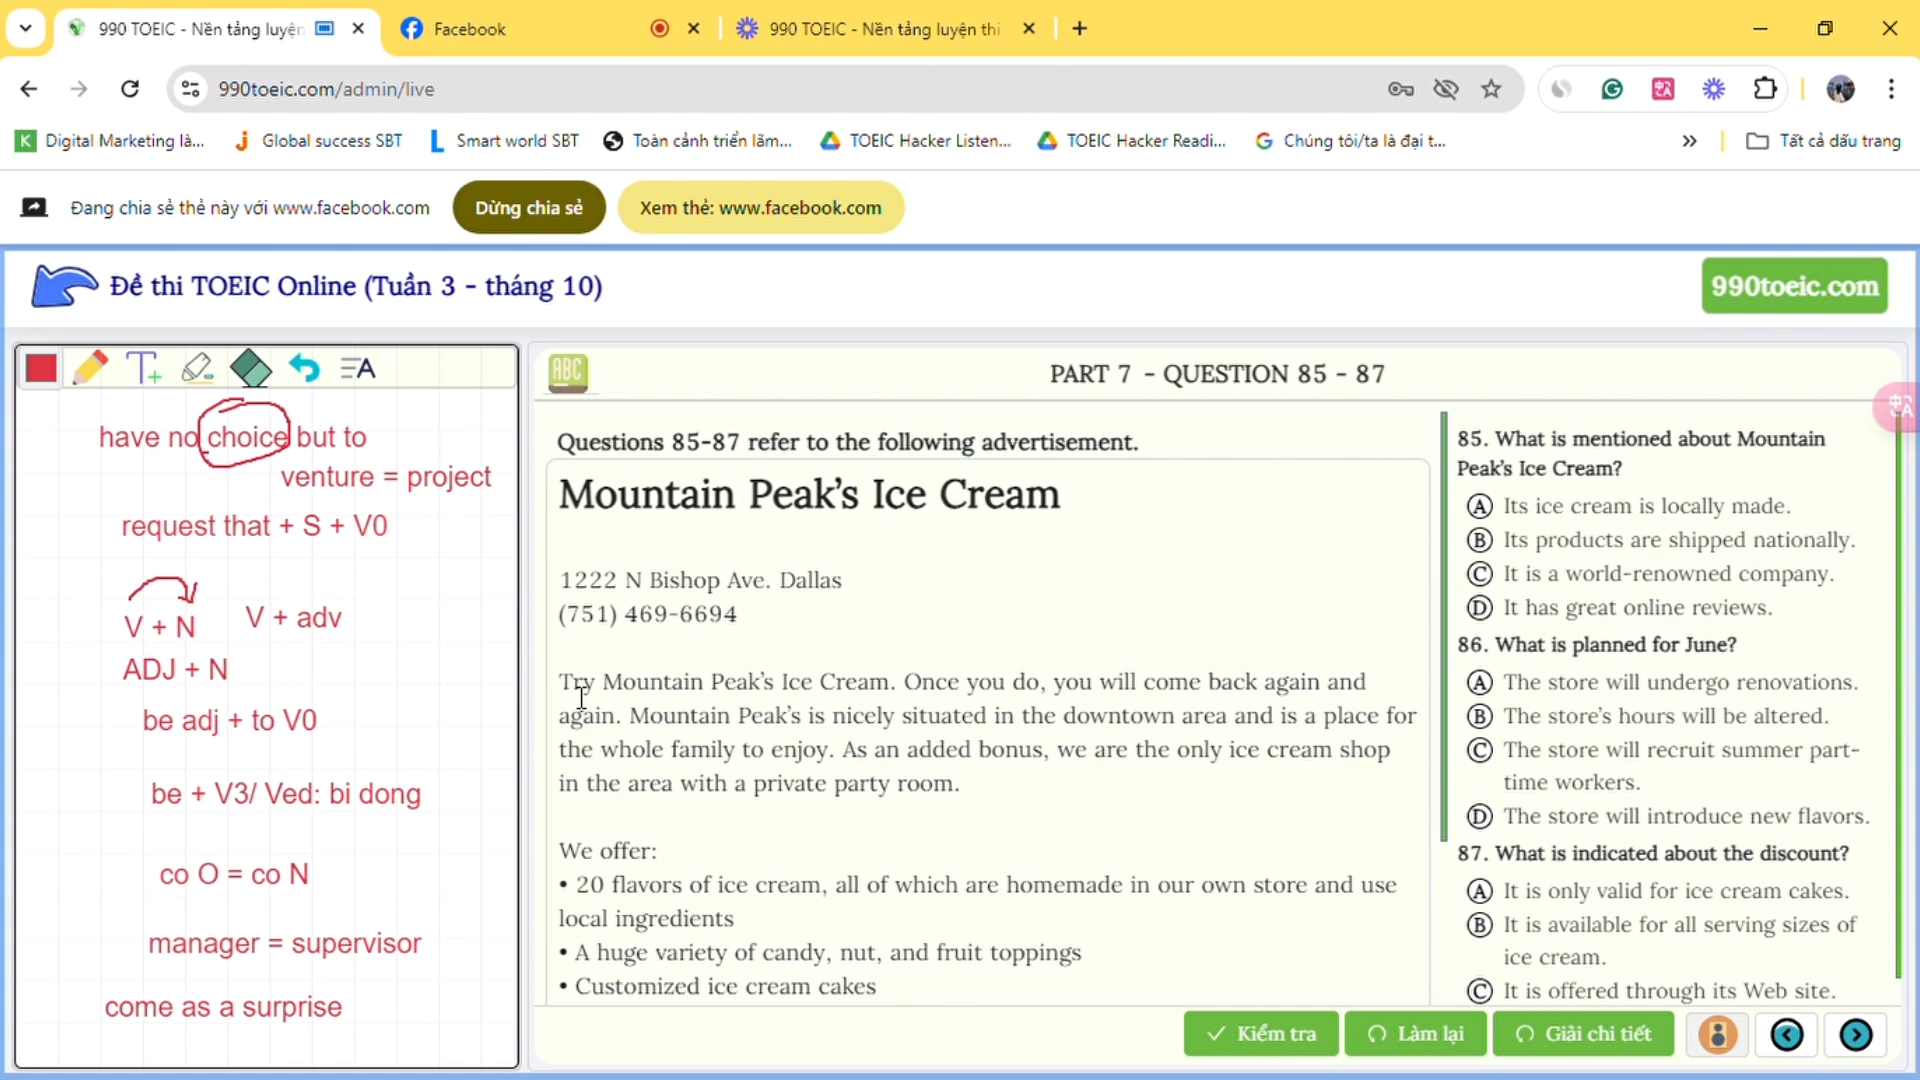 990 TOEIC - Nền tảng luyện
Facebook
990 TOEIC - Nền tảng luyện thi
990toeic.com/admin/live
Digital Marketing là...
Global success SBT
Smart world SBT
Toàn cảnh triển lãm...
TOEIC Hacker Listen...
TOEIC Hacker Readi...
Chúng tôi/ta là đại t...
Tất cả dấu trang
Đang chia sẻ thẻ này với www.facebook.com
Dừng chia sẻ
Xem thẻ: www.facebook.com
Đề thi TOEIC Online (Tuần 3 - tháng 10)
990toeic.com
have no choice but to
venture = project
request that + S + V0
V + N
V + adv
ADJ + N
be adj + to V0
be + V3/ Ved: bi dong
co O = co N
manager = supervisor
come as a surprise
ABC
PART 7 - QUESTION 85 - 87
Questions 85-87 refer to the following advertisement.
Mountain Peak's Ice Cream
1222 N Bishop Ave. Dallas
(751) 469-6694
Try Mountain Peak's Ice Cream. Once you do, you will come back again and
again. Mountain Peak's is nicely situated in the downtown area and is a place for
the whole family to enjoy. As an added bonus, we are the only ice cream shop
in the area with a private party room.
We offer:
• 20 flavors of ice cream, all of which are homemade in our own store and use
local ingredients
• A huge variety of candy, nut, and fruit toppings
• Customized ice cream cakes
85. What is mentioned about Mountain
Peak's Ice Cream?
A Its ice cream is locally made.
B Its products are shipped nationally.
C It is a world-renowned company.
D It has great online reviews.
86. What is planned for June?
A The store will undergo renovations.
B The store's hours will be altered.
C The store will recruit summer part-
time workers.
D The store will introduce new flavors.
87. What is indicated about the discount?
A It is only valid for ice cream cakes.
B It is available for all serving sizes of
ice cream.
C It is offered through its Web site.
Kiểm tra
Làm lại
Giải chi tiết